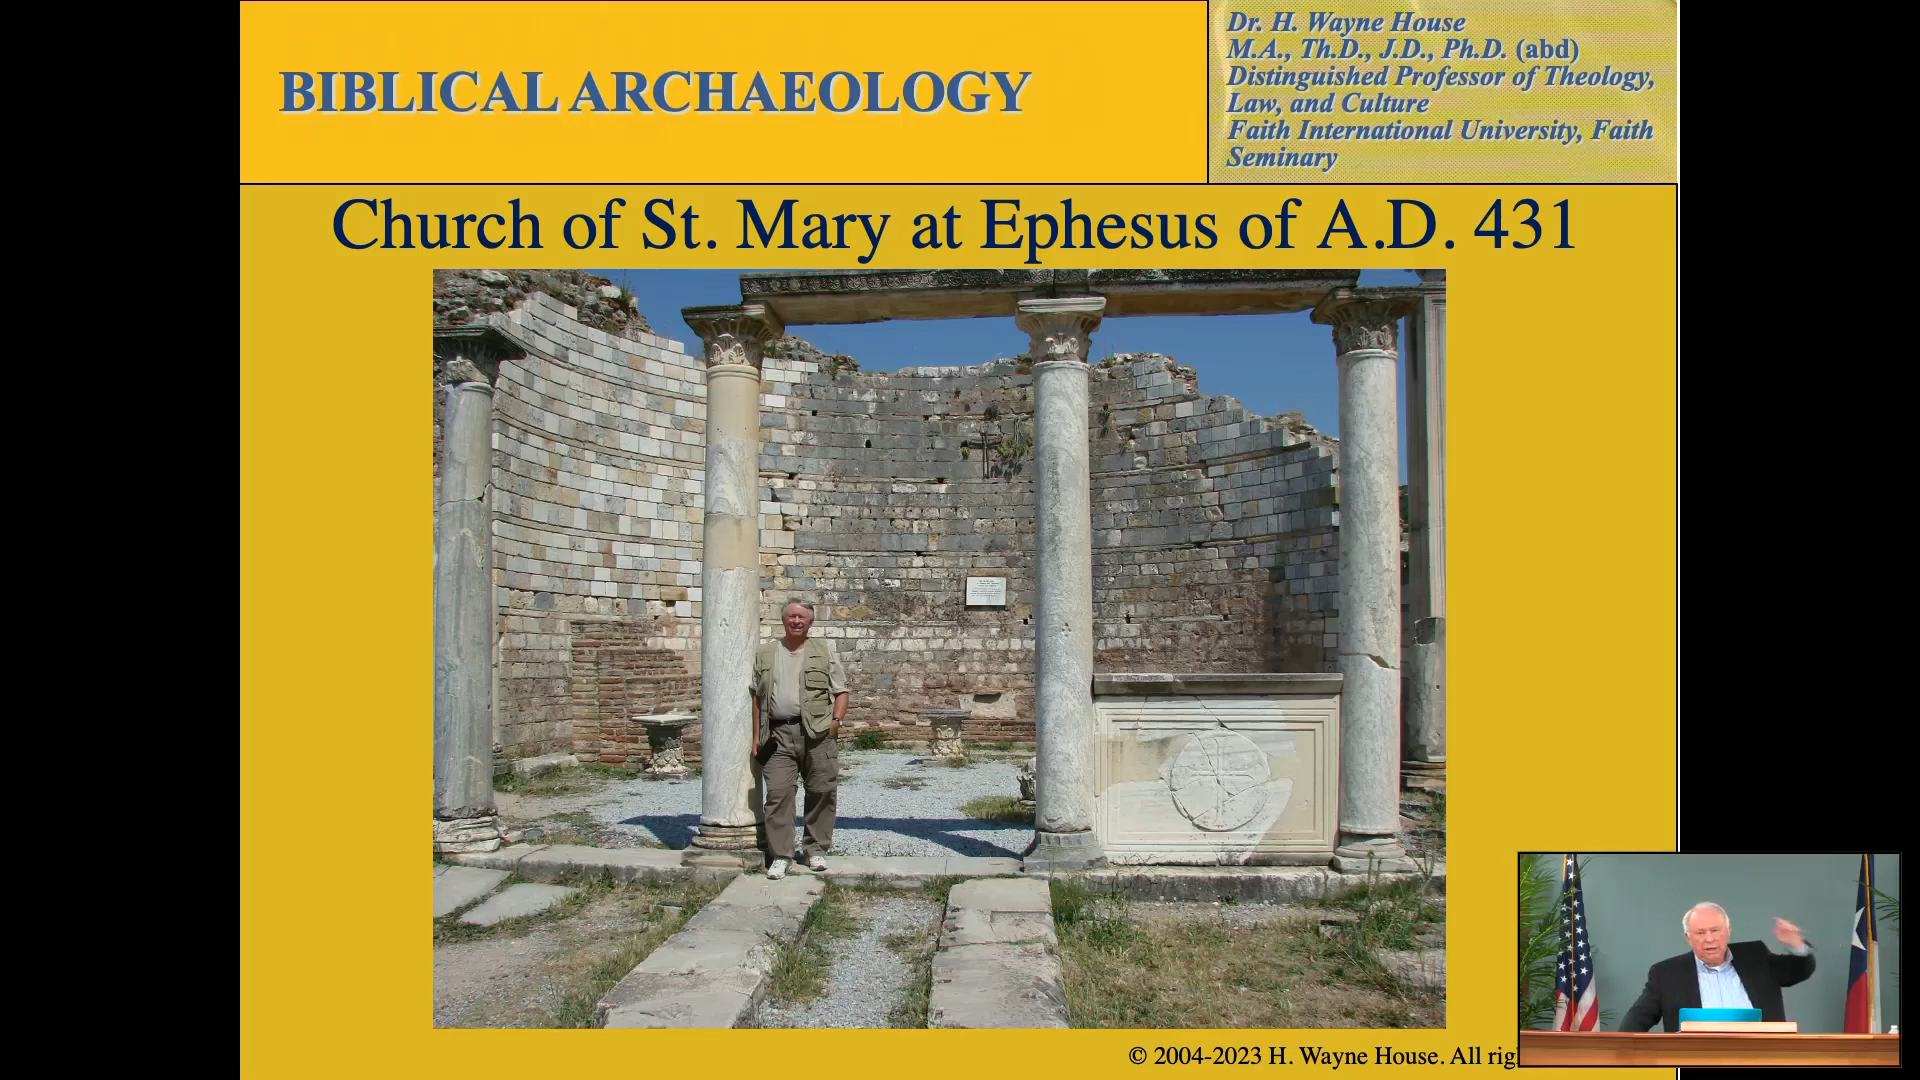 BIBLICAL ARCHAEOLOGY
Dr. H. Wayne House
M.A., Th.D., J.D., Ph.D. (abd)
Distinguished Professor of Theology,
Law, and Culture
Faith International University, Faith
Seminary
Church of St. Mary at Ephesus of A.D. 431
© 2004-2023 H. Wayne House. All rig